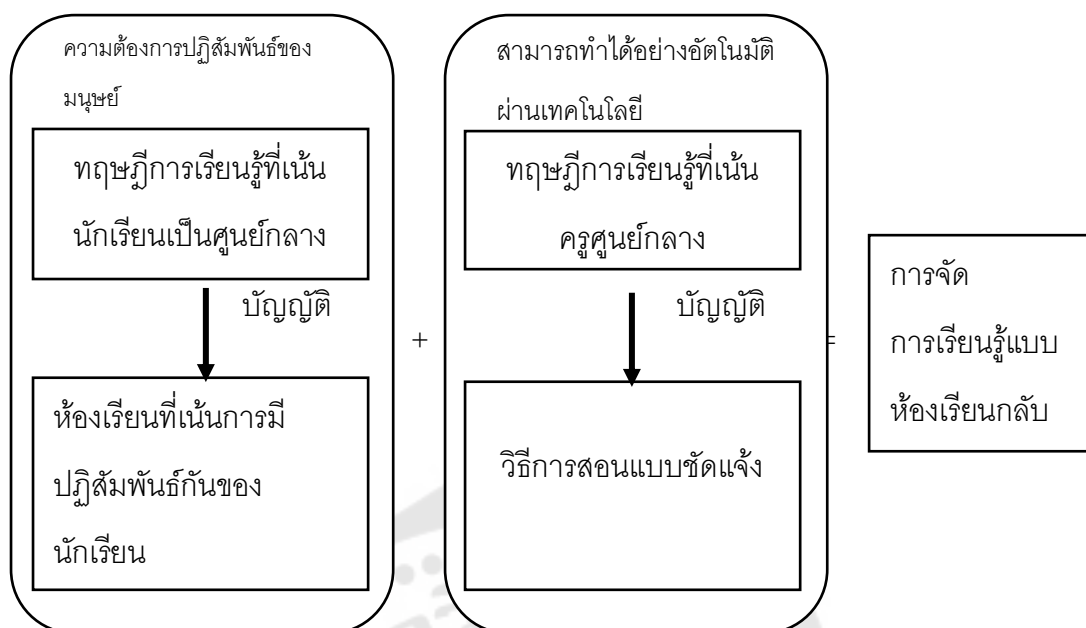 ความต้องการปฏิสัมพันธ์ของ
มนุษย์
ทฤษฎีการเรียนรู้ที่เน้น
นักเรียนเป็นศูนย์กลาง
บัญญัติ
ห้องเรียนที่เน้นการมี
ปฏิสัมพันธ์กันของ
นักเรียน
+
สามารถทำได้อย่างอัตโนมัติ
ผ่านเทคโนโลยี
ทฤษฎีการเรียนรู้ที่เน้น
ครูศูนย์กลาง
บัญญัติ
วิธีการสอนแบบชัดแจ้ง
=
การจัด
การเรียนรู้แบบ
ห้องเรียนกลับ